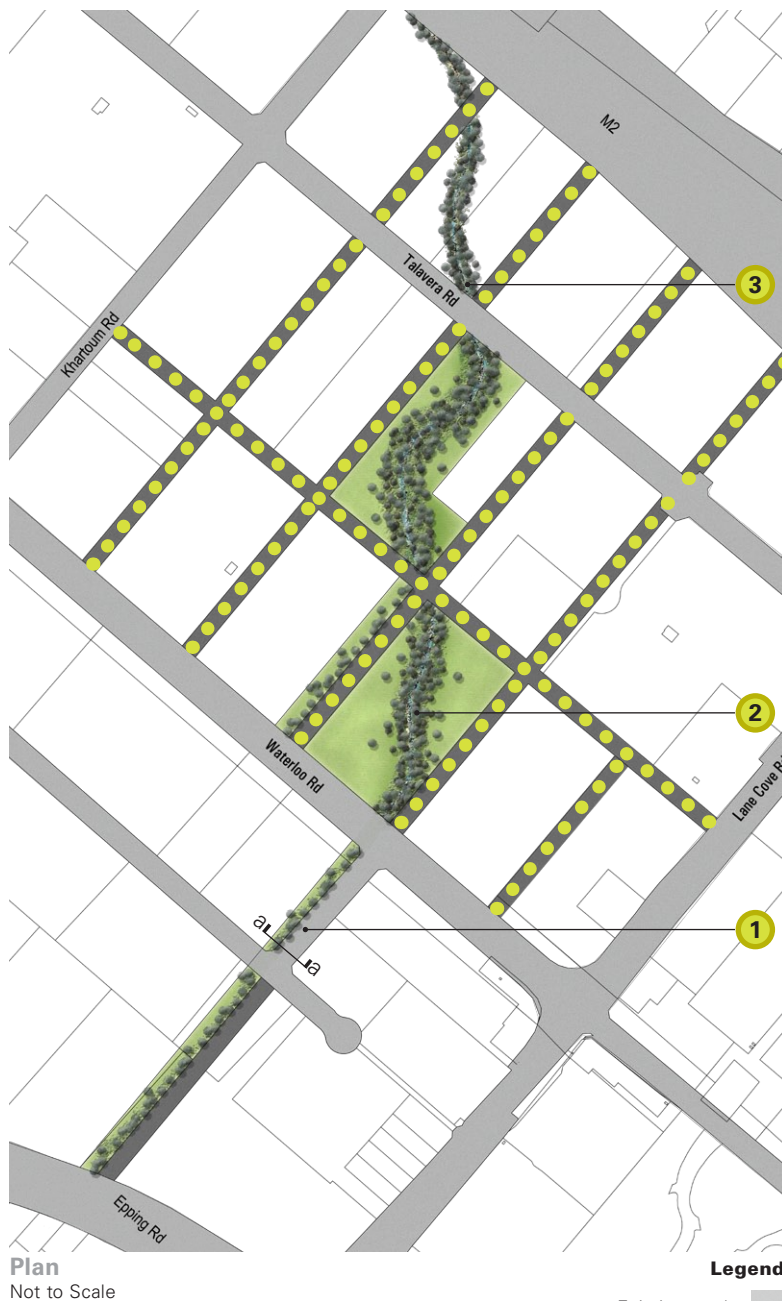 M2
Talavera Rd
3
Khartoum Rd
2
Waterloo Rd
Lane Cove R
1
a
a
Epping Rd
Plan
Not to Scale
Legend